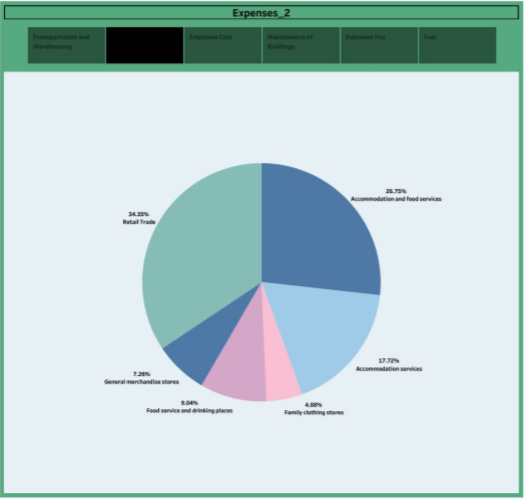 Expenses_2
Transportation and
Warehousing
Employee Cost
Maintenance of
Buildings
Expenses Yoy
Fuel
26.75%
Accommodation and food services
34.35%
Retail Trade
17.72%
Accommodation services
7.26%
General merchandise stores
4.88%
Family clothing stores
9.04%
Food service and drinking places